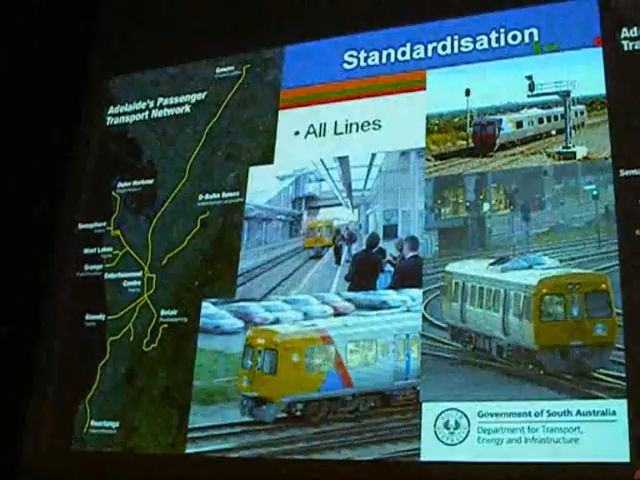 Standardisation
Adelaide's Passenger
Transport Network
• All Lines
Gawler
Outer Harbour
O-Bahn Busway
Semaphore
West Lakes
Grange
Entertainment
Centre
Glenelg
Belair
Noarlunga
Government of South Australia
Department for Transport,
Energy and Infrastructure